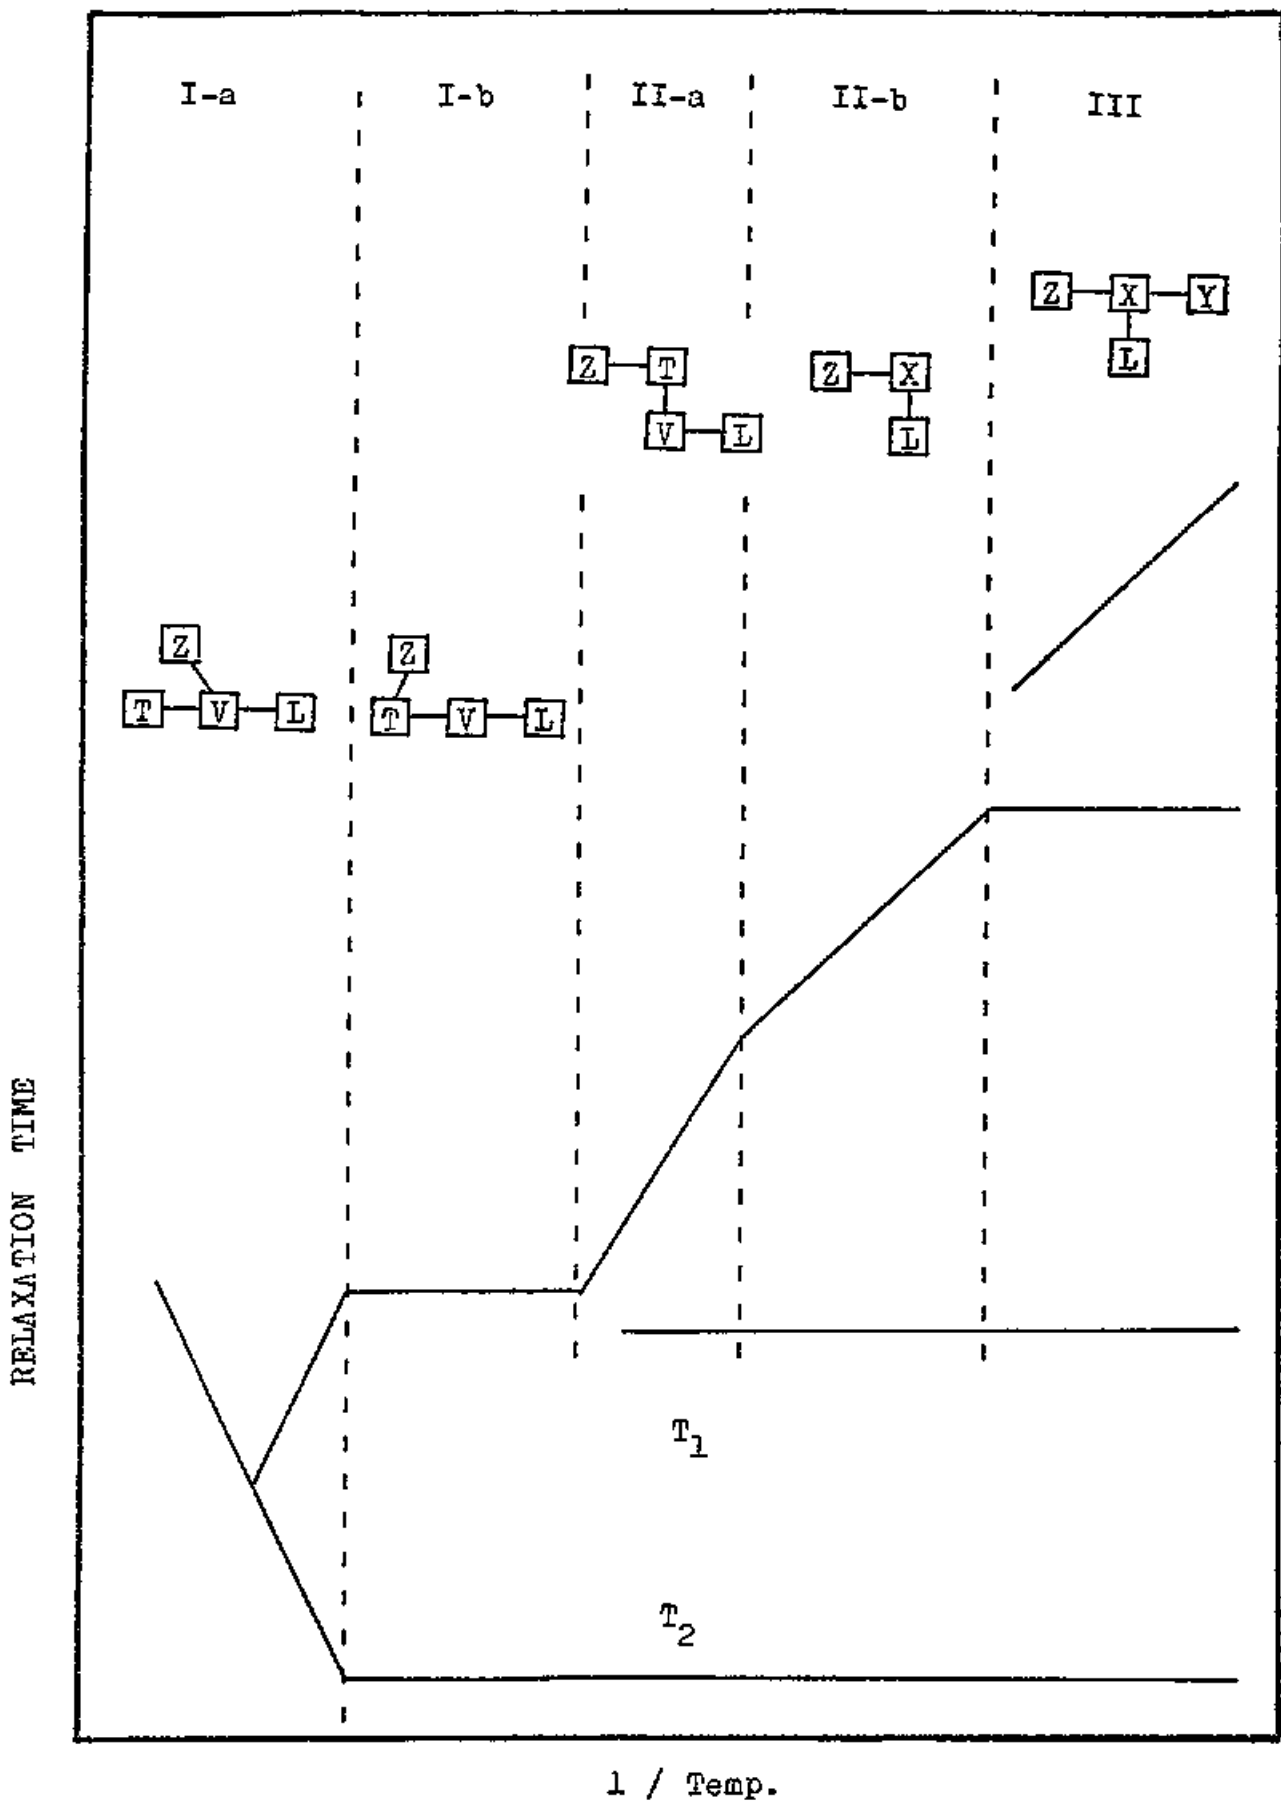 I-a I-b II-a II-b III
Z X Y
L
Z T
V L
Z X
L
Z
T V L
Z
T V L
RELAXATION TIME
T1
T2
1 / Temp.